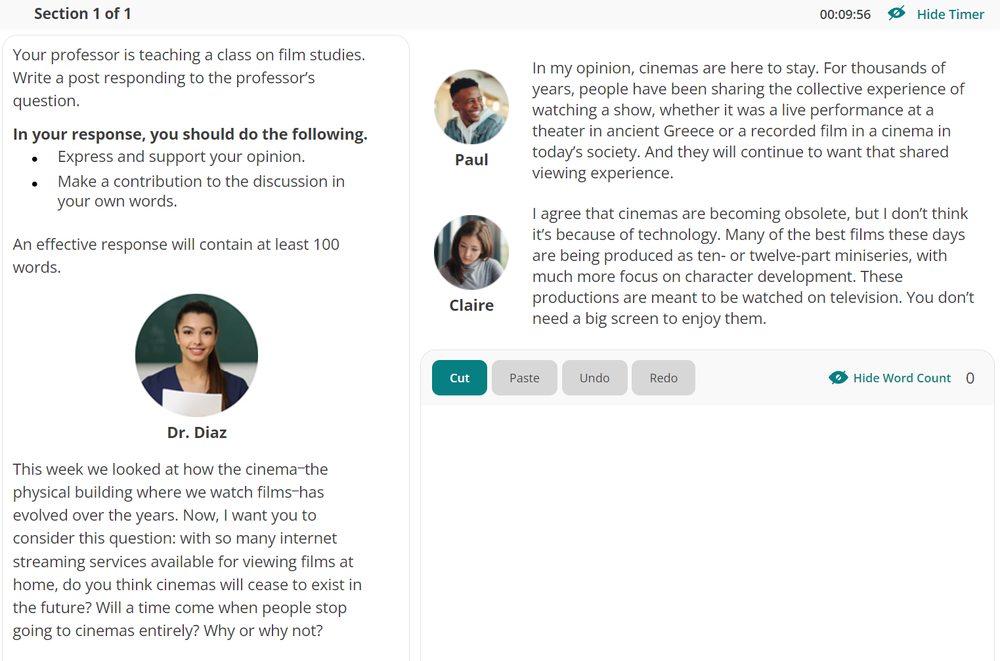 Section 1 of 1
00:09:56 Hide Timer
Your professor is teaching a class on film studies.
Write a post responding to the professor’s
question.
In your response, you should do the following.
• Express and support your opinion.
• Make a contribution to the discussion in
your own words.
An effective response will contain at least 100
words.
Dr. Diaz
This week we looked at how the cinema–the
physical building where we watch films–has
evolved over the years. Now, I want you to
consider this question: with so many internet
streaming services available for viewing films at
home, do you think cinemas will cease to exist in
the future? Will a time come when people stop
going to cinemas entirely? Why or why not?
Paul
In my opinion, cinemas are here to stay. For thousands of
years, people have been sharing the collective experience of
watching a show, whether it was a live performance at a
theater in ancient Greece or a recorded film in a cinema in
today’s society. And they will continue to want that shared
viewing experience.
Claire
I agree that cinemas are becoming obsolete, but I don’t think
it’s because of technology. Many of the best films these days
are being produced as ten- or twelve-part miniseries, with
much more focus on character development. These
productions are meant to be watched on television. You don’t
need a big screen to enjoy them.
Cut Paste Undo Redo Hide Word Count 0